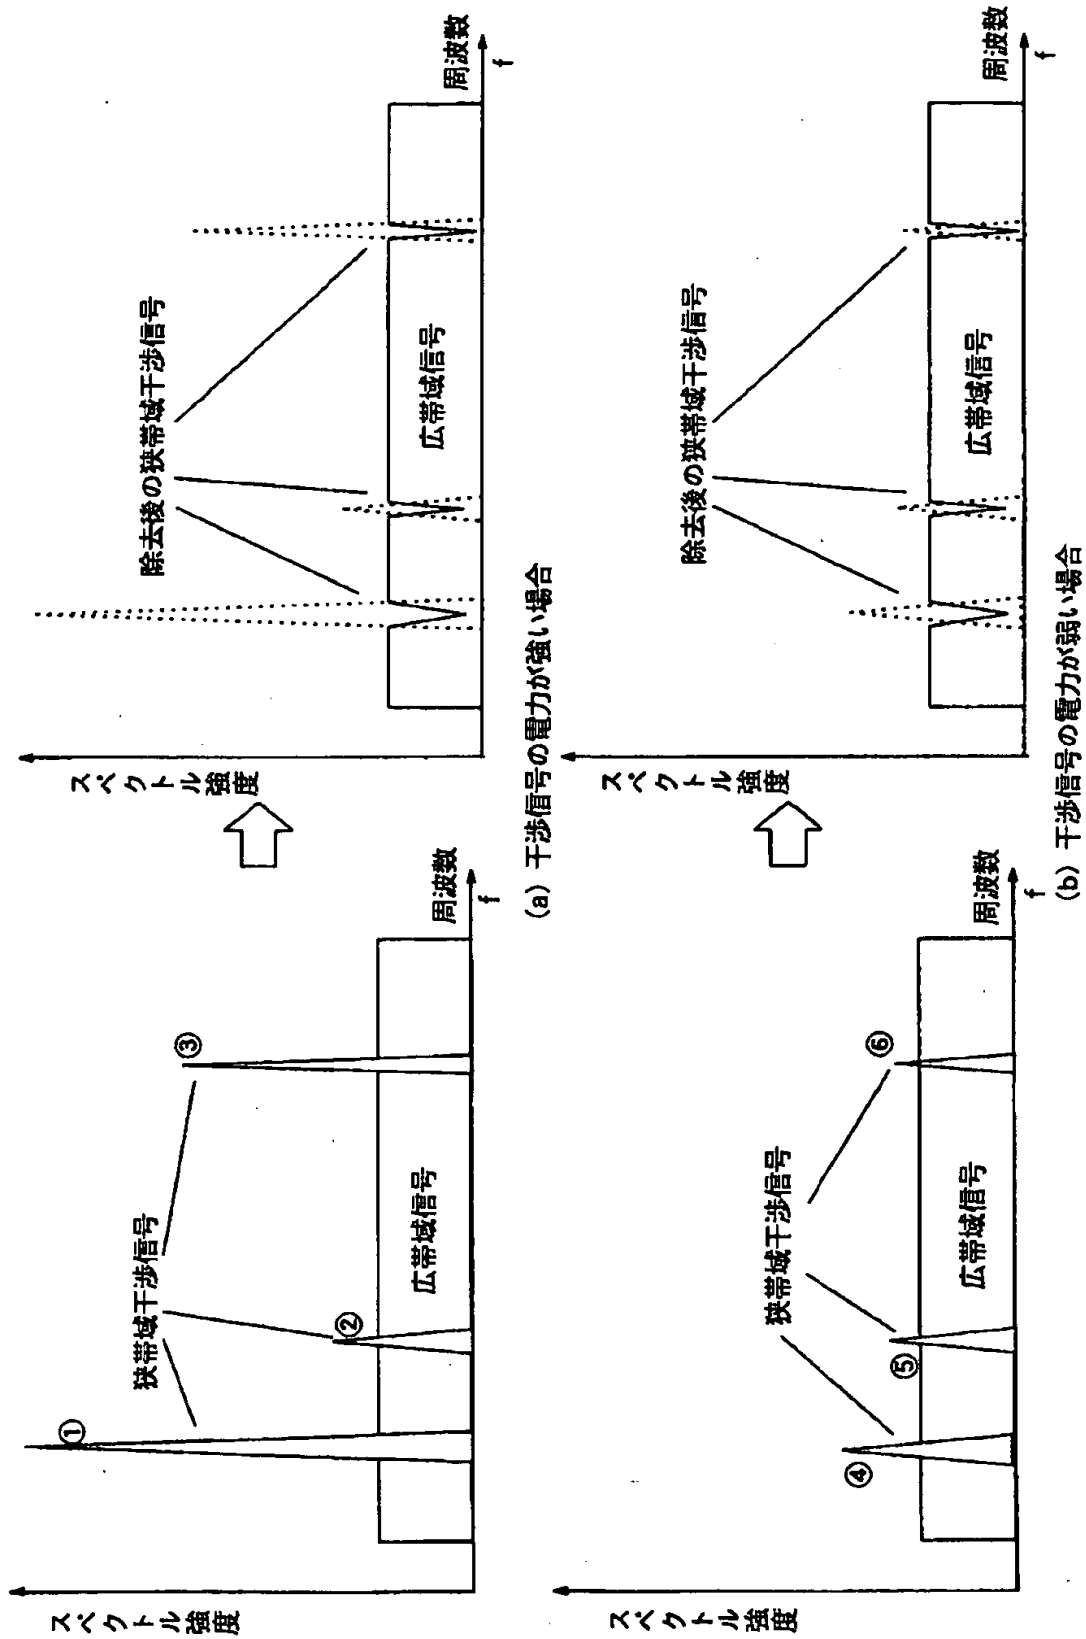 スペクトル強度
①
②
③
狭帯域干渉信号
広帯域信号
周波数
f
スペクトル強度
除去後の狭帯域干渉信号
広帯域信号
周波数
f
(a) 干渉信号の電力が強い場合
スペクトル強度
④
⑤
⑥
狭帯域干渉信号
広帯域信号
周波数
f
スペクトル強度
除去後の狭帯域干渉信号
広帯域信号
周波数
f
(b) 干渉信号の電力が弱い場合